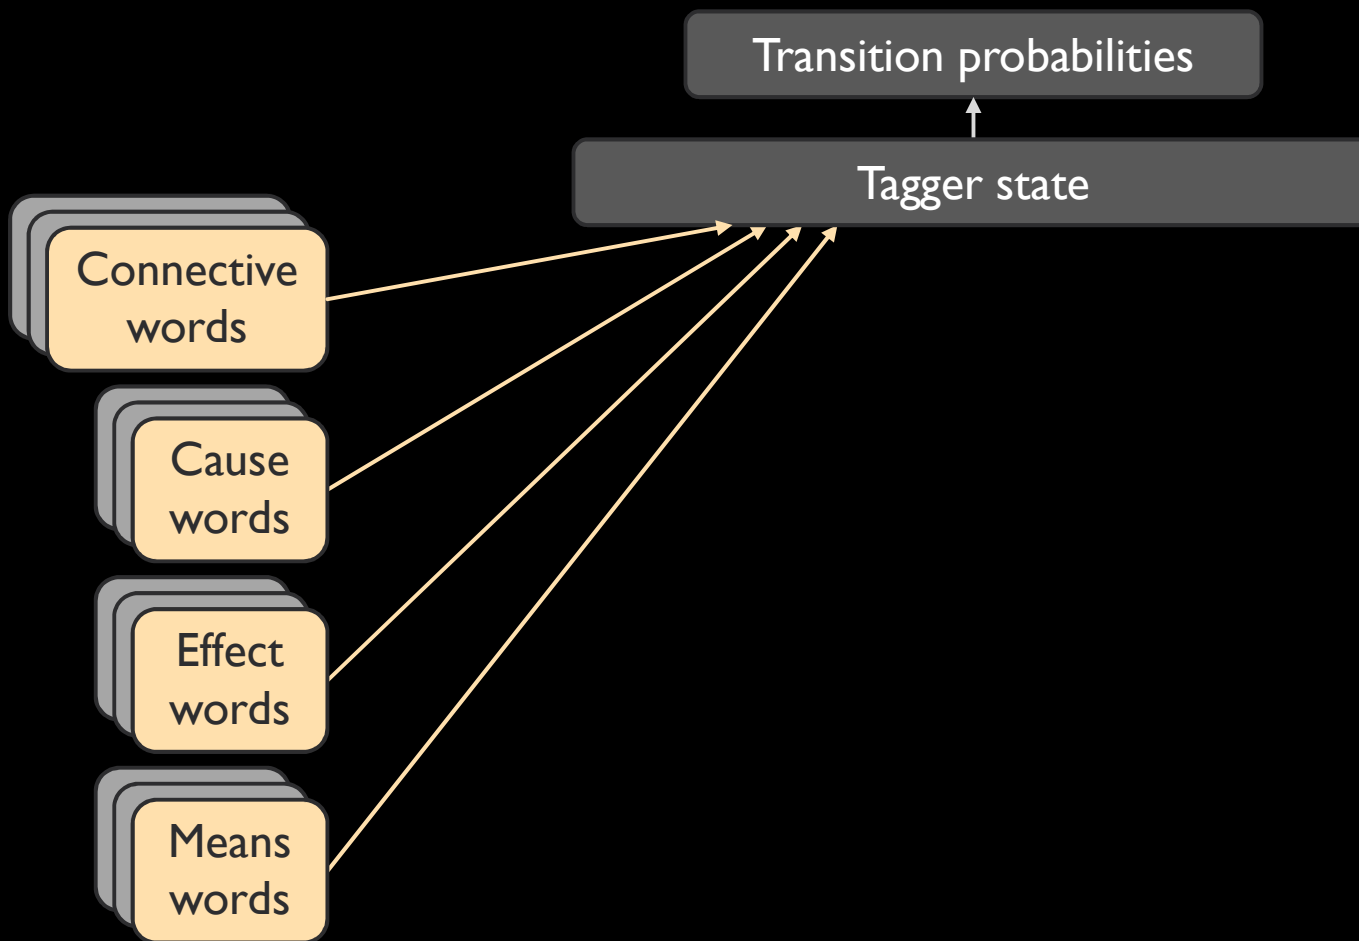 Transition probabilities
Tagger state
Connective
words
Cause
words
Effect
words
Means
words